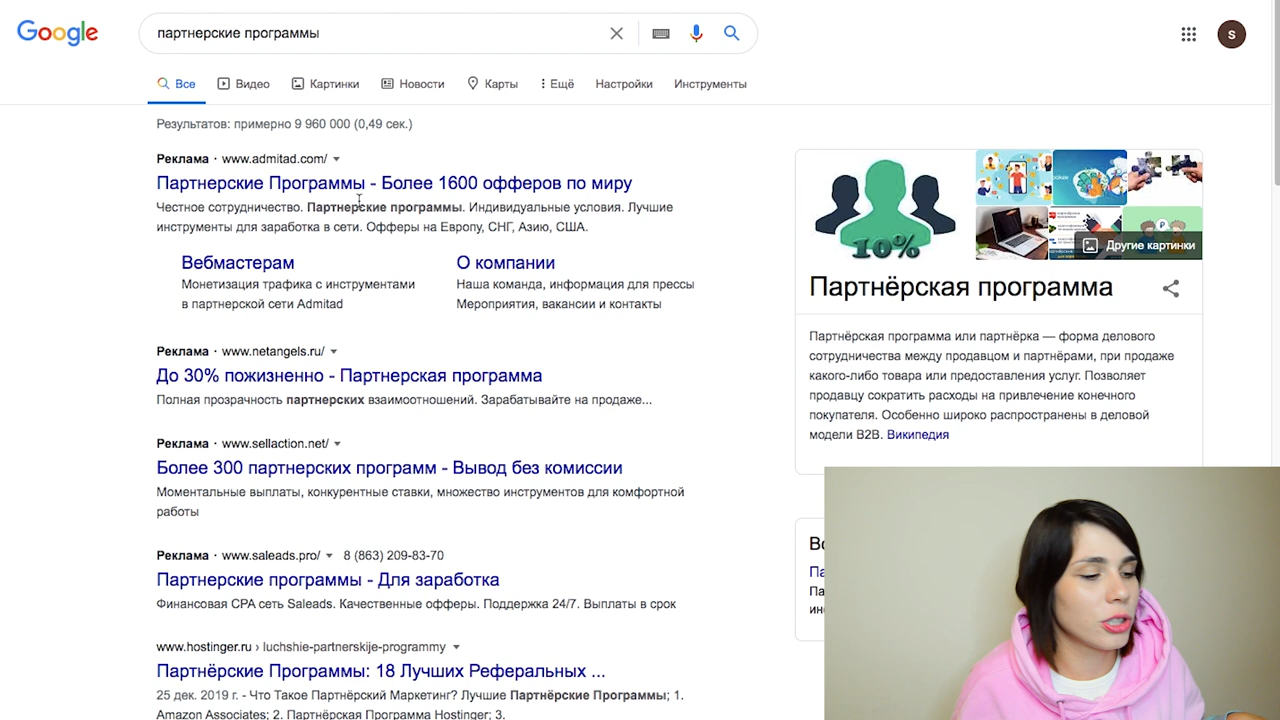 Google
партнерские программы
S
Все
Видео
Картинки
Новости
Карты
Ещё
Настройки
Инструменты
Результатов: примерно 9 960 000 (0,49 сек.)
Реклама · www.admitad.com/
Партнерские Программы - Более 1600 офферов по миру
Честное сотрудничество. Партнерские программы. Индивидуальные условия. Лучшие
инструменты для заработка в сети. Офферы на Европу, СНГ, Азию, США.
Вебмастерам
Монетизация трафика с инструментами
в партнерской сети Admitad
О компании
Наша команда, информация для прессы
Мероприятия, вакансии и контакты
Реклама · www.netangels.ru/
До 30% пожизненно - Партнерская программа
Полная прозрачность партнерских взаимоотношений. Зарабатывайте на продаже...
Реклама · www.sellaction.net/
Более 300 партнерских программ - Вывод без комиссии
Моментальные выплаты, конкурентные ставки, множество инструментов для комфортной
работы
Реклама · www.saleads.pro/ 8 (863) 209-83-70
Партнерские программы - Для заработка
Финансовая CPA сеть Saleads. Качественные офферы. Поддержка 24/7. Выплаты в срок
www.hostinger.ru › luchshie-partnerskije-programmy
Партнёрские Программы: 18 Лучших Реферальных ...
25 дек. 2019 г. - Что Такое Партнёрский Маркетинг? Лучшие Партнёрские Программы; 1.
Amazon Associates; 2. Партнёрская Программа Hostinger; 3.
10%
Другие картинки
Партнёрская программа
Партнёрская программа или партнёрка — форма делового
сотрудничества между продавцом и партнёрами, при продаже
какого-либо товара или предоставления услуг. Позволяет
продавцу сократить расходы на привлечение конечного
покупателя. Особенно широко распространены в деловой
модели B2B. Википедия